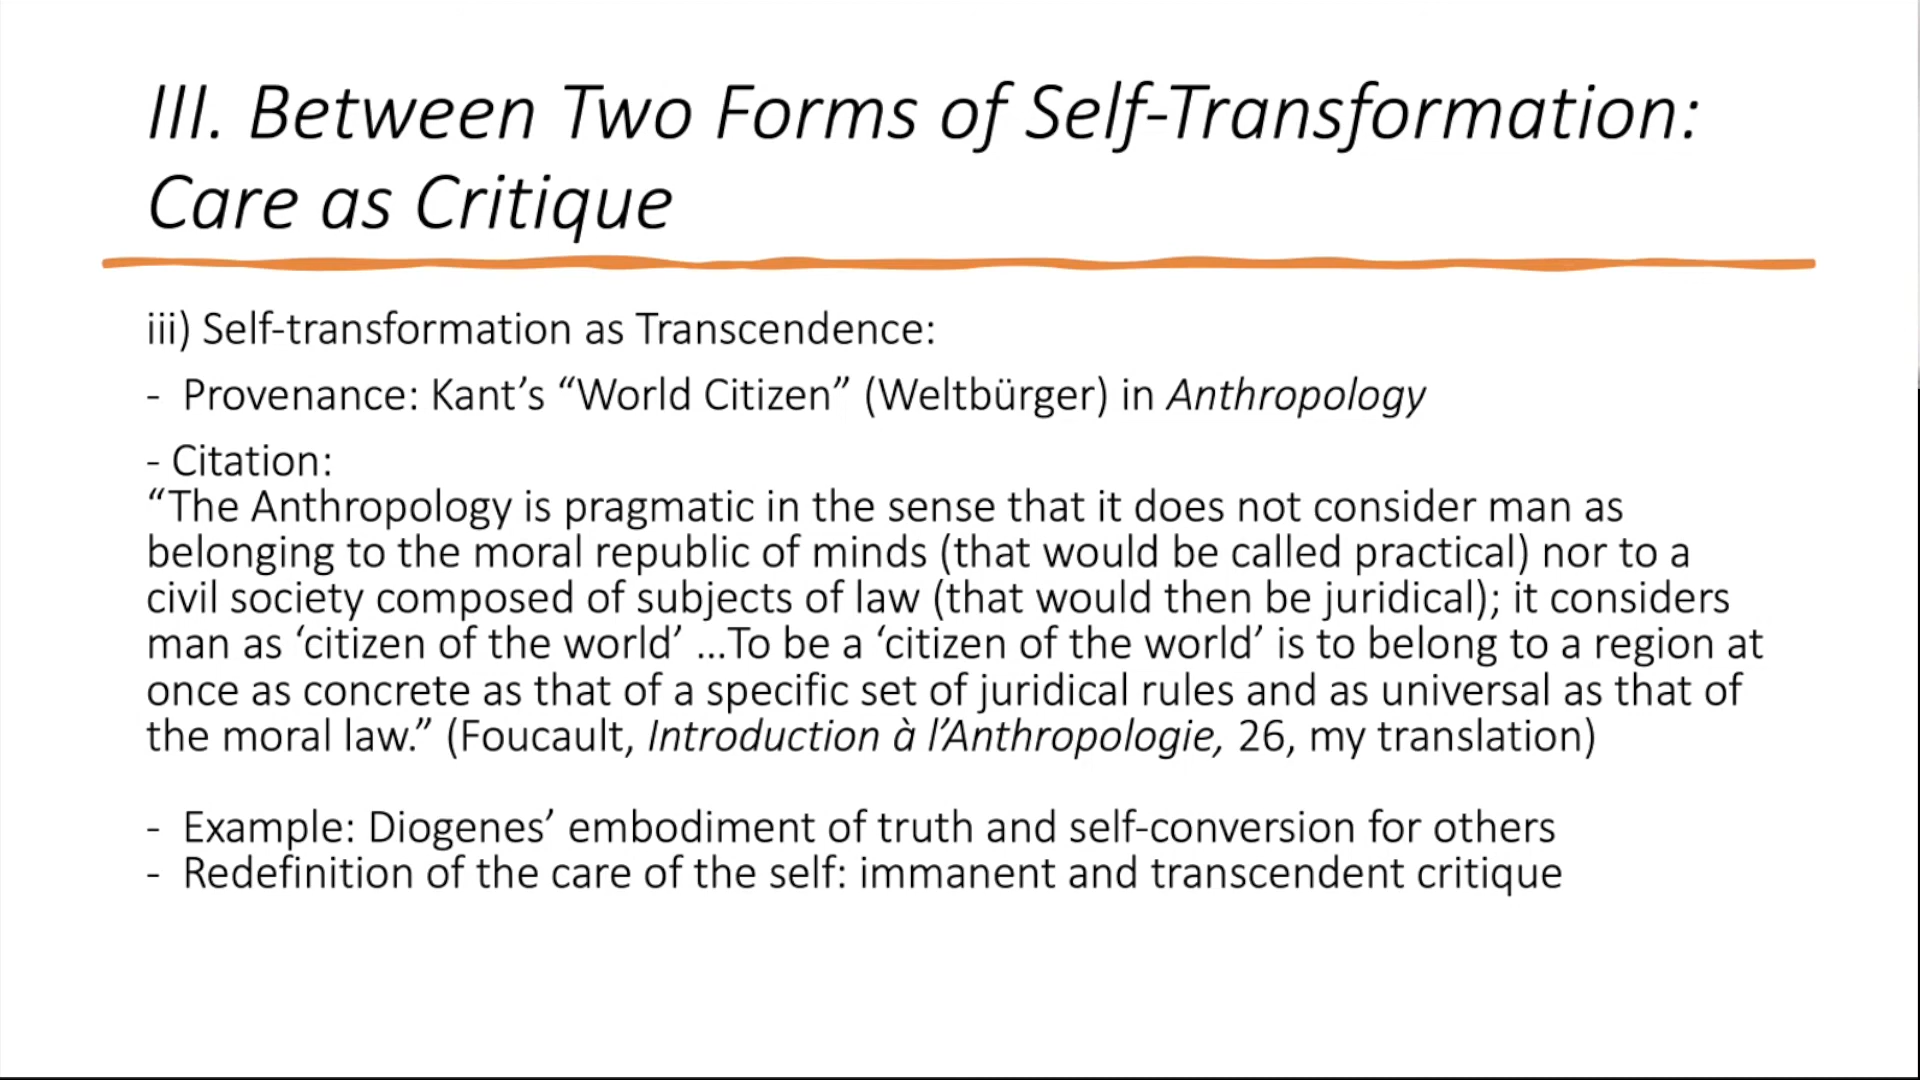 III. Between Two Forms of Self-Transformation:
Care as Critique
iii) Self-transformation as Transcendence:
- Provenance: Kant’s “World Citizen” (Weltbürger) in Anthropology
- Citation:
“The Anthropology is pragmatic in the sense that it does not consider man as
belonging to the moral republic of minds (that would be called practical) nor to a
civil society composed of subjects of law (that would then be juridical); it considers
man as ‘citizen of the world’ ...To be a ‘citizen of the world’ is to belong to a region at
once as concrete as that of a specific set of juridical rules and as universal as that of
the moral law.” (Foucault, Introduction à l’Anthropologie, 26, my translation)
- Example: Diogenes’ embodiment of truth and self-conversion for others
- Redefinition of the care of the self: immanent and transcendent critique